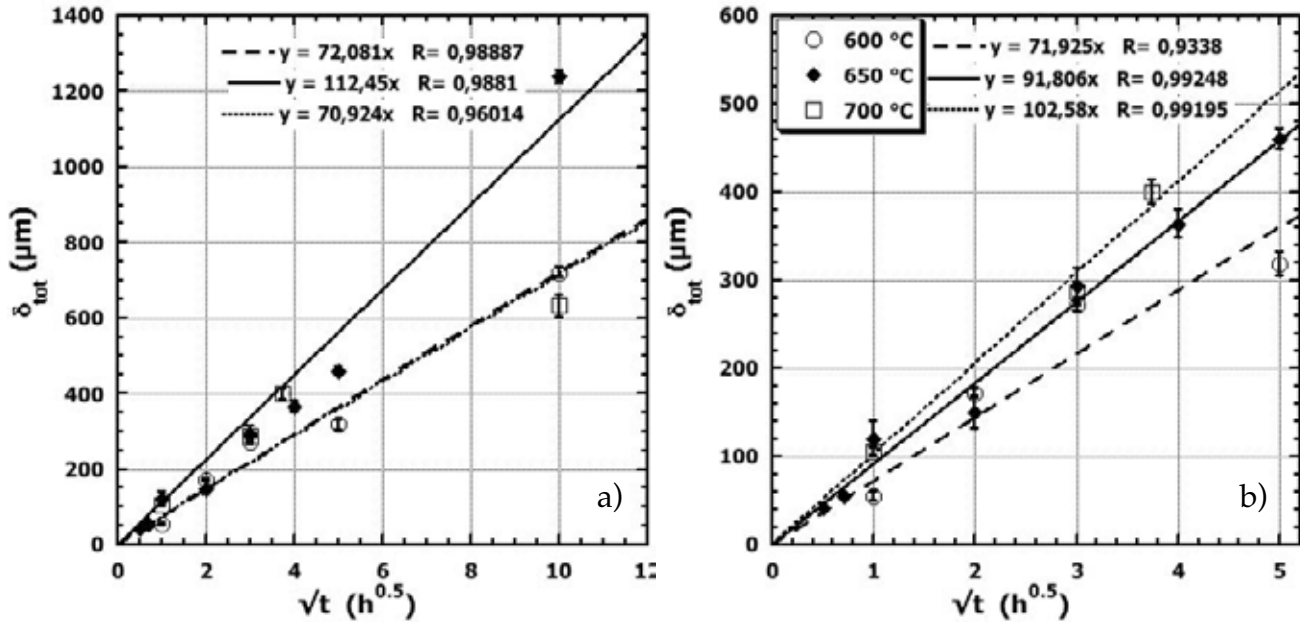 1400
1200
1000
800
600
400
200
0
δtot (µm)
y = 72,081x R= 0,98887
y = 112,45x R= 0,9881
y = 70,924x R= 0,96014
a)
0 2 4 6 8 10 12
√t (h^0.5)
600
500
400
300
200
100
0
δtot (µm)
600 °C
650 °C
700 °C
y = 71,925x R= 0,9338
y = 91,806x R= 0,99248
y = 102,58x R= 0,99195
b)
0 1 2 3 4 5
√t (h^0.5)